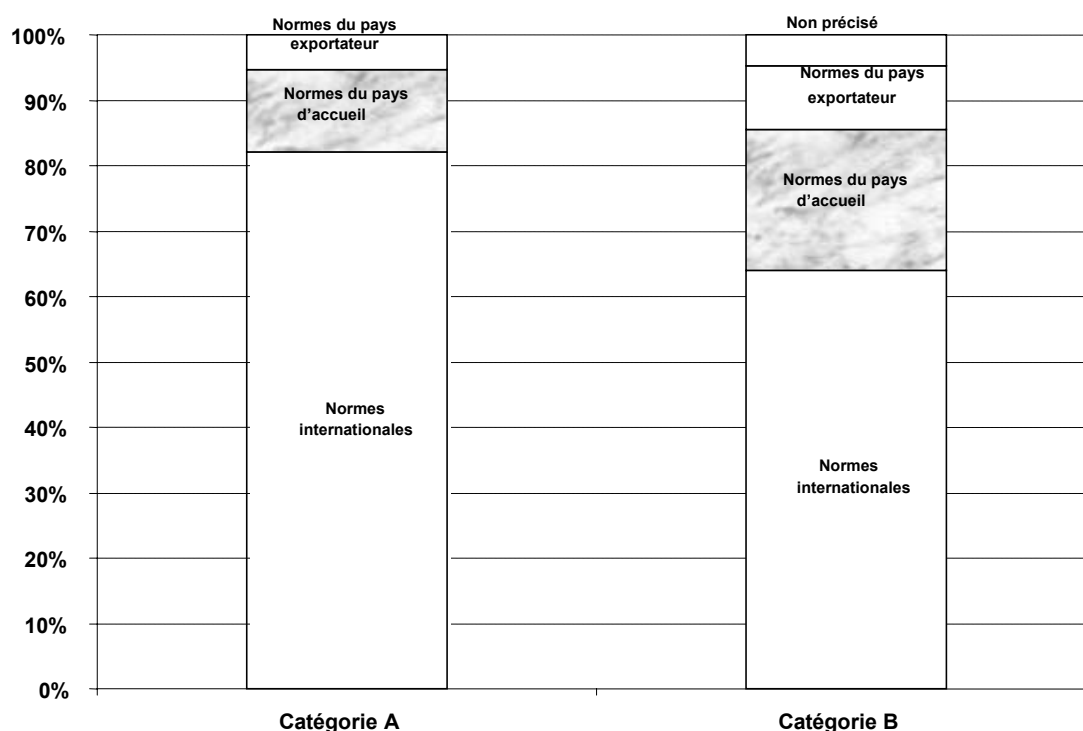 Normes du pays
exportateur
Non précisé
100%
90%
80%
70%
60%
50%
40%
30%
20%
10%
0%
Normes du pays
d'accueil
Normes
internationales
Normes du pays
exportateur
Normes du pays
d'accueil
Normes
internationales
Catégorie A
Catégorie B